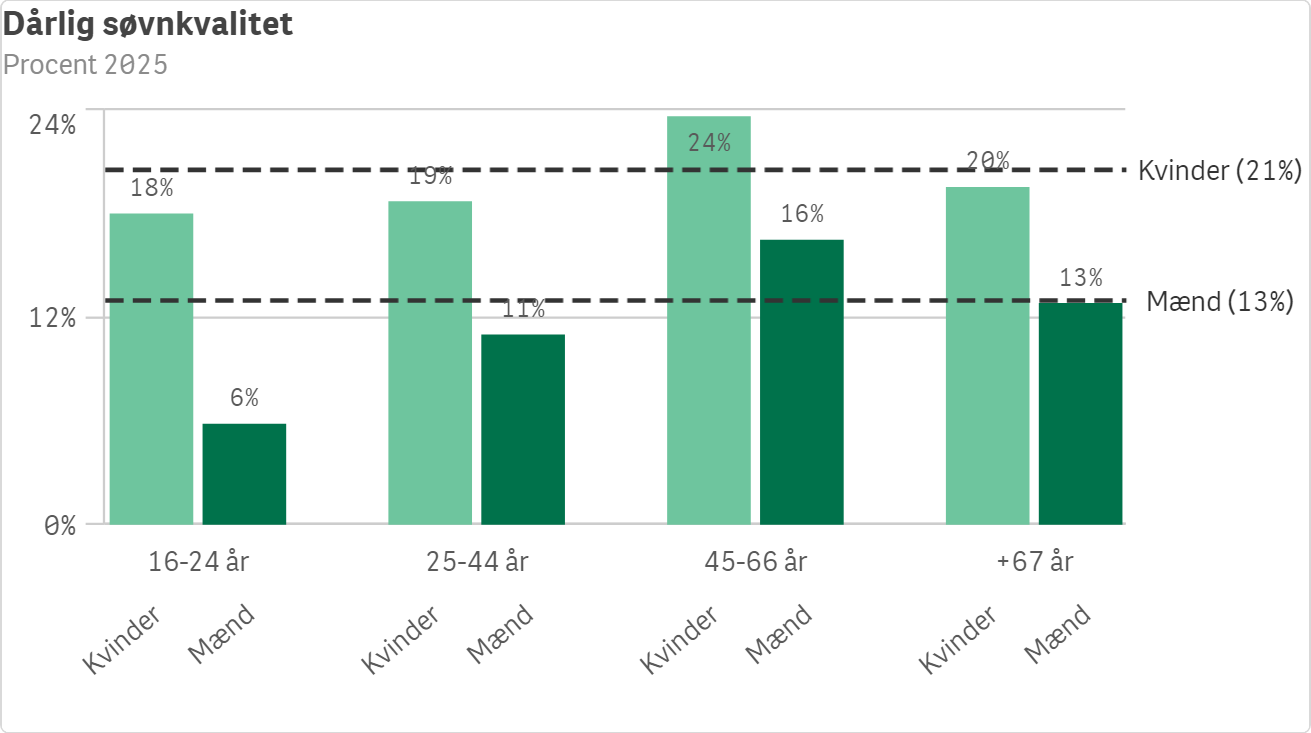 Dårlig søvnkvalitet
Procent 2025
24%
12%
0%
18%
6%
19%
11%
24%
16%
20%
13%
Kvinder (21%)
Mænd (13%)
16-24 år
25-44 år
45-66 år
+67 år
Kvinder
Mænd
Kvinder
Mænd
Kvinder
Mænd
Kvinder
Mænd